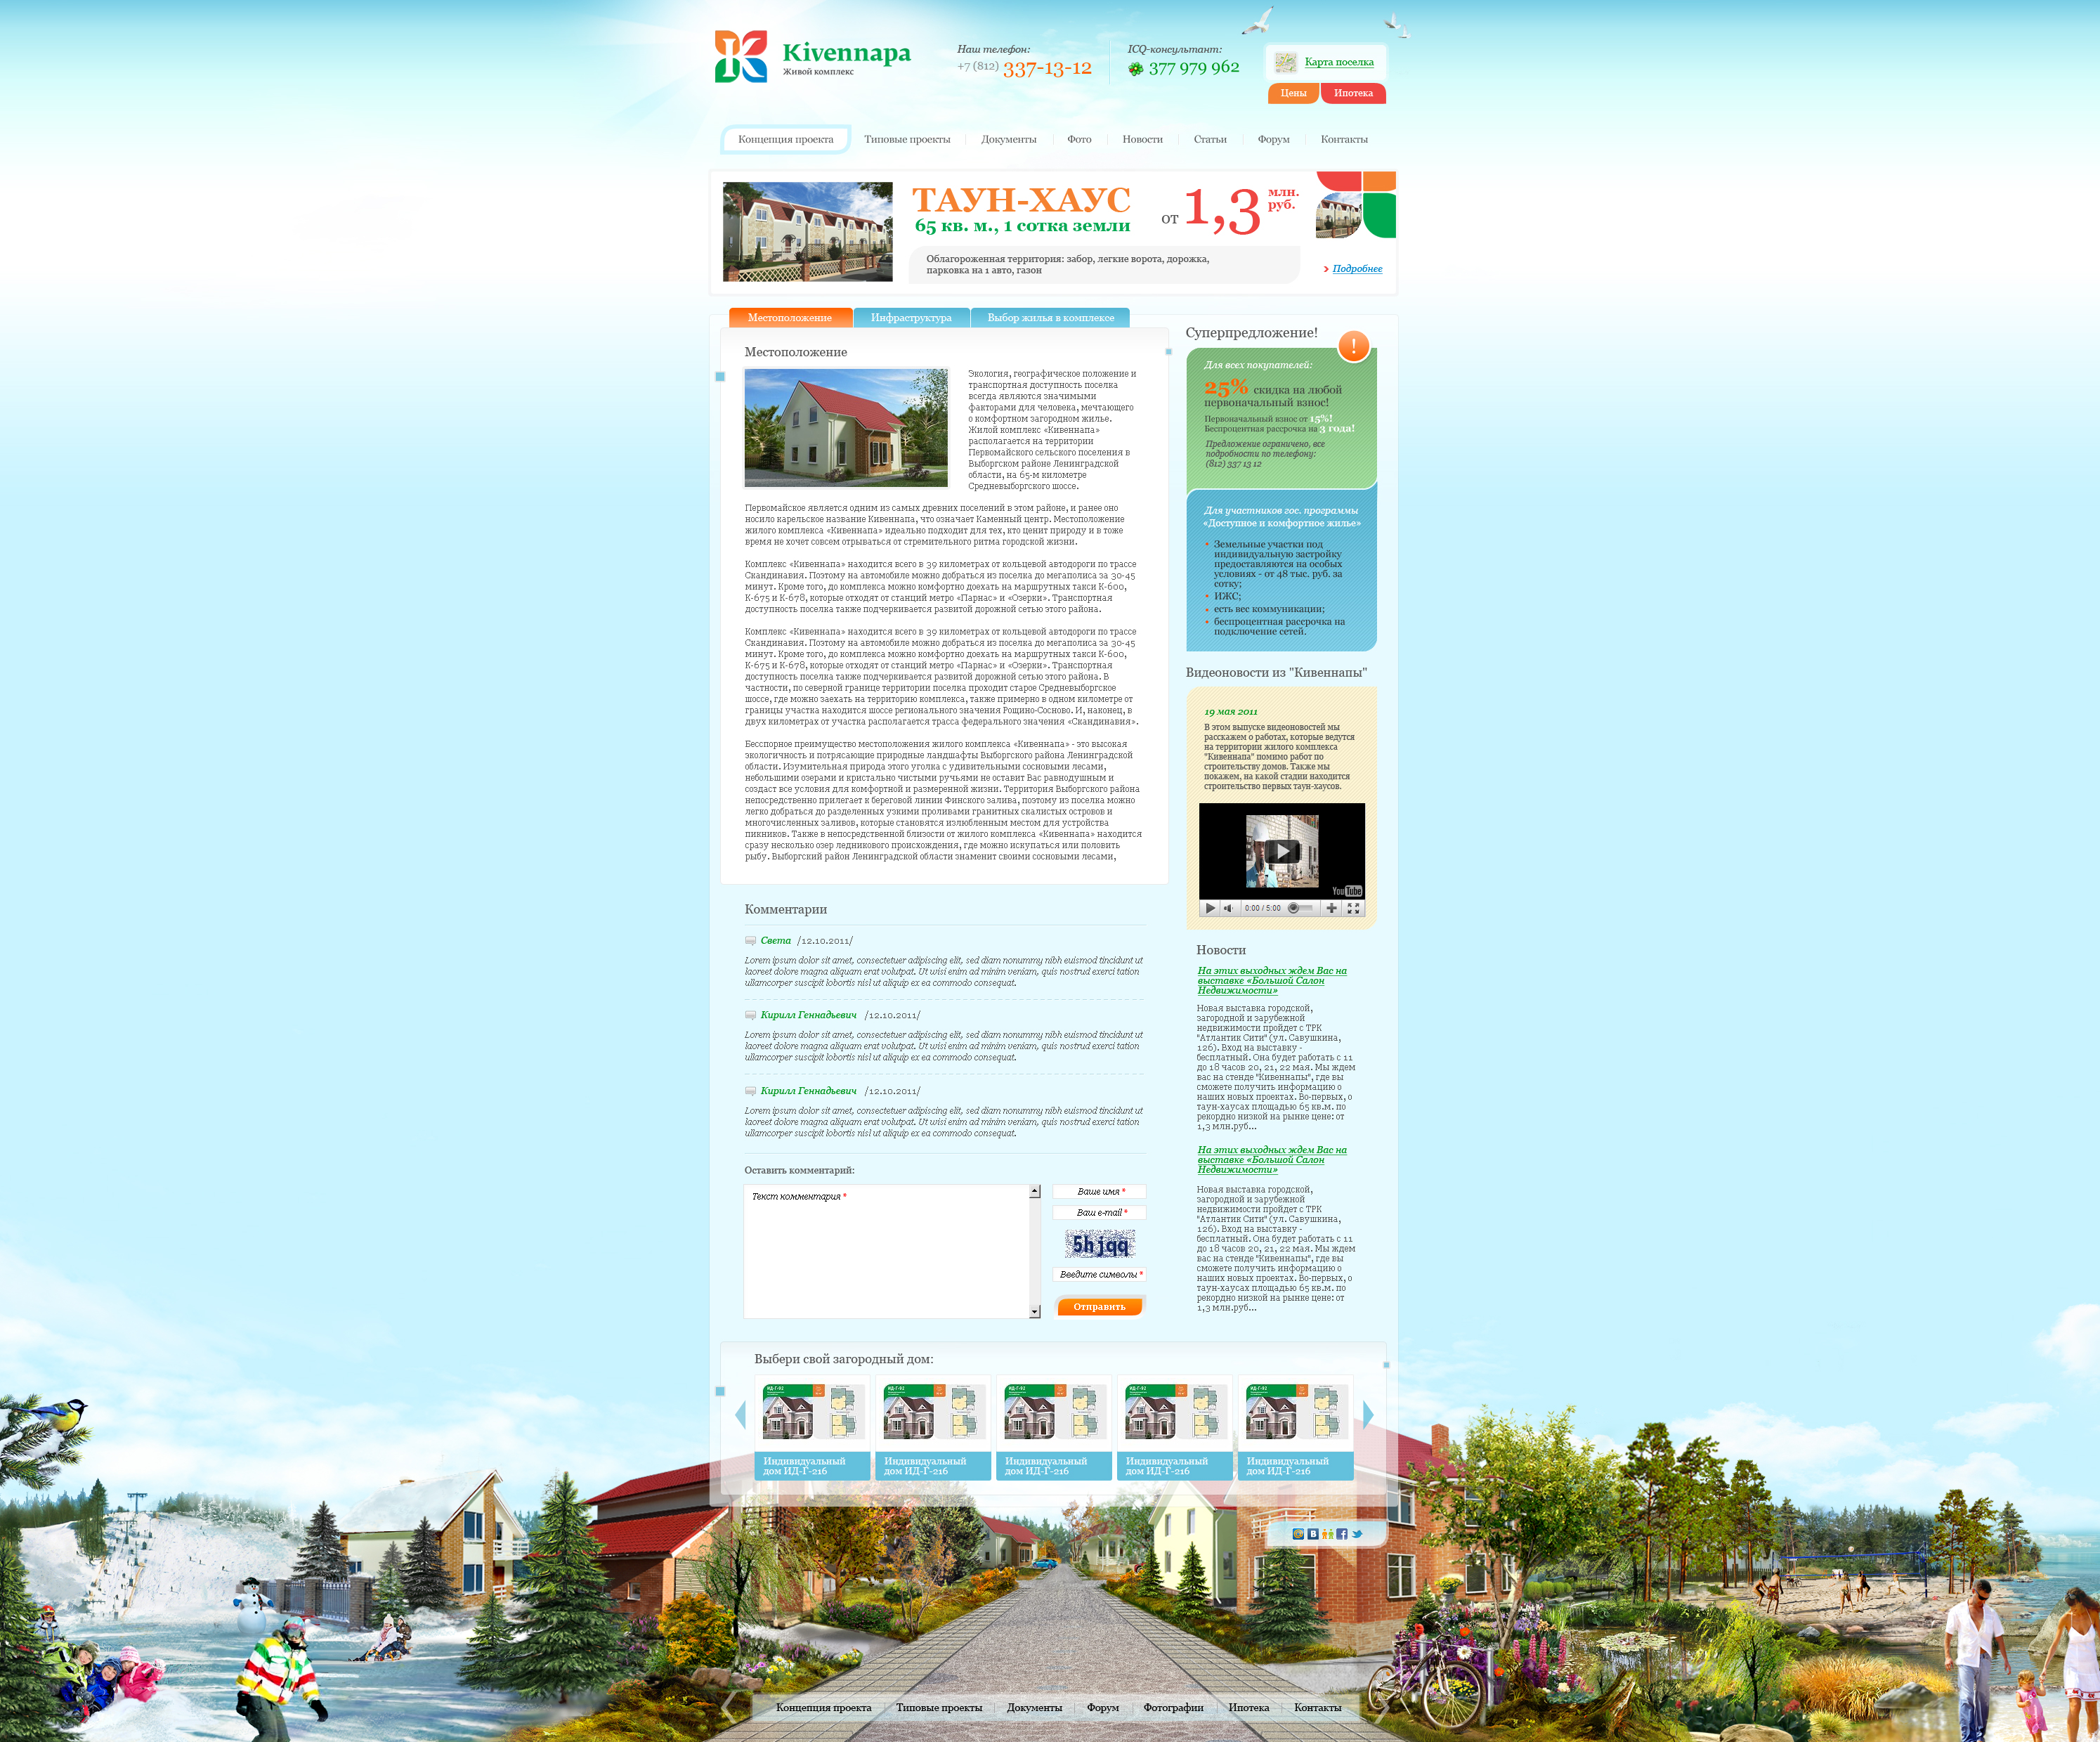 Kivennapa
Живой комплекс
Наш телефон:
+7 (812) 337-13-12
ICQ-консультант:
377 979 962
Карта поселка
Цены
Ипотека
Концепция проекта
Типовые проекты
Документы
Фото
Новости
Статьи
Форум
Контакты
ТАУН-ХАУС
65 кв. м., 1 сотка земли
от 1,3 млн. руб.
Облагороженная территория: забор, легкие ворота, дорожка,
парковка на 1 авто, газон
Подробнее
Местоположение
Инфраструктура
Выбор жилья в комплексе
Местоположение
Экология, географическое положение и
транспортная доступность поселка
всегда являются значимыми
факторами для человека, мечтающего
о комфортном загородном жилье.
Жилой комплекс «Кивеннапа»
располагается на территории
Первомайского сельского поселения в
Выборгском районе Ленинградской
области, на 65-м километре
Средневыборгского шоссе.
Первомайское является одним из самых древних поселений в этом районе, и ранее оно
носило карельское название Кивеннапа, что означает Каменный центр. Местоположение
жилого комплекса «Кивеннапа» идеально подходит для тех, кто ценит природу и в тоже
время не хочет совсем отрываться от стремительного ритма городской жизни.
Комплекс «Кивеннапа» находится всего в 39 километрах от кольцевой автодороги по трассе
Скандинавия. Поэтому на автомобиле можно добраться из поселка до мегаполиса за 30-45
минут. Кроме того, до комплекса можно комфортно доехать на маршрутных такси К-600,
К-675 и К-678, которые отходят от станций метро «Парнас» и «Озерки». Транспортная
доступность поселка также подчеркивается развитой дорожной сетью этого района.
Комплекс «Кивеннапа» находится всего в 39 километрах от кольцевой автодороги по трассе
Скандинавия. Поэтому на автомобиле можно добраться из поселка до мегаполиса за 30-45
минут. Кроме того, до комплекса можно комфортно доехать на маршрутных такси К-600,
К-675 и К-678, которые отходят от станций метро «Парнас» и «Озерки». Транспортная
доступность поселка также подчеркивается развитой дорожной сетью этого района. В
частности, по северной границе территории поселка проходит старое Средневыборгское
шоссе, где можно заехать на территорию комплекса, также примерно в одном километре от
границы участка находится шоссе регионального значения Рощино-Сосново. И, наконец, в
двух километрах от участка располагается трасса федерального значения «Скандинавия».
Бесспорное преимущество местоположения жилого комплекса «Кивеннапа» - это высокая
экологичность и потрясающие природные ландшафты Выборгского района Ленинградской
области. Изумительная природа этого уголка с удивительными сосновыми лесами,
небольшими озерами и кристально чистыми ручьями не оставит Вас равнодушным и
создаст все условия для комфортной и размеренной жизни. Территория Выборгского района
непосредственно прилегает к береговой линии Финского залива, поэтому из поселка можно
легко добраться до разделенных узкими проливами гранитных скалистых островов и
многочисленных заливов, которые становятся излюбленным местом для устройства
пикников. Также в непосредственной близости от жилого комплекса «Кивеннапа» находится
сразу несколько озер ледникового происхождения, где можно искупаться или половить
рыбу. Выборгский район Ленинградской области знаменит своими сосновыми лесами,
Комментарии
Света /12.10.2011/
Lorem ipsum dolor sit amet, consectetuer adipiscing elit, sed diam nonummy nibh euismod tincidunt ut
laoreet dolore magna aliquam erat volutpat. Ut wisi enim ad minim veniam, quis nostrud exerci tation
ullamcorper suscipit lobortis nisl ut aliquip ex ea commodo consequat.
Кирилл Геннадьевич /12.10.2011/
Lorem ipsum dolor sit amet, consectetuer adipiscing elit, sed diam nonummy nibh euismod tincidunt ut
laoreet dolore magna aliquam erat volutpat. Ut wisi enim ad minim veniam, quis nostrud exerci tation
ullamcorper suscipit lobortis nisl ut aliquip ex ea commodo consequat.
Кирилл Геннадьевич /12.10.2011/
Lorem ipsum dolor sit amet, consectetuer adipiscing elit, sed diam nonummy nibh euismod tincidunt ut
laoreet dolore magna aliquam erat volutpat. Ut wisi enim ad minim veniam, quis nostrud exerci tation
ullamcorper suscipit lobortis nisl ut aliquip ex ea commodo consequat.
Оставить комментарий:
Текст комментария *
Ваше имя *
Ваш e-mail *
5hjqq
Введите символы *
Отправить
Суперпредложение!
!
Для всех покупателей:
25% скидка на любой
первоначальный взнос!
Первоначальный взнос от 15%!
Беспроцентная рассрочка на 3 года!
Предложение ограничено, все
подробности по телефону:
(812) 337 13 12
Для участников гос. программы
«Доступное и комфортное жилье»
Земельные участки под
индивидуальную застройку
предоставляются на особых
условиях - от 48 тыс. руб. за
сотку;
ИЖС;
есть вес коммуникации;
беспроцентная рассрочка на
подключение сетей.
Видеоновости из "Кивеннапы"
19 мая 2011
В этом выпуске видеоновостей мы
расскажем о работах, которые ведутся
на территории жилого комплекса
"Кивеннапа" помимо работ по
строительству домов. Также мы
покажем, на какой стадии находится
строительство первых таун-хаусов.
YouTube
0:00 / 5:00
Новости
На этих выходных ждем Вас на
выставке «Большой Салон
Недвижимости»
Новая выставка городской,
загородной и зарубежной
недвижимости пройдет с ТРК
"Атлантик Сити" (ул. Савушкина,
126). Вход на выставку -
бесплатный. Она будет работать с 11
до 18 часов 20, 21, 22 мая. Мы ждем
вас на стенде "Кивеннапы", где вы
сможете получить информацию о
наших новых проектах. Во-первых, о
таун-хаусах площадью 65 кв.м. по
рекордно низкой на рынке цене: от
1,3 млн.руб...
На этих выходных ждем Вас на
выставке «Большой Салон
Недвижимости»
Новая выставка городской,
загородной и зарубежной
недвижимости пройдет с ТРК
"Атлантик Сити" (ул. Савушкина,
126). Вход на выставку -
бесплатный. Она будет работать с 11
до 18 часов 20, 21, 22 мая. Мы ждем
вас на стенде "Кивеннапы", где вы
сможете получить информацию о
наших новых проектах. Во-первых, о
таун-хаусах площадью 65 кв.м. по
рекордно низкой на рынке цене: от
1,3 млн.руб...
Выбери свой загородный дом:
Индивидуальный
дом ИД-Г-216
Индивидуальный
дом ИД-Г-216
Индивидуальный
дом ИД-Г-216
Индивидуальный
дом ИД-Г-216
Индивидуальный
дом ИД-Г-216
Концепция проекта
Типовые проекты
Документы
Форум
Фотографии
Ипотека
Контакты